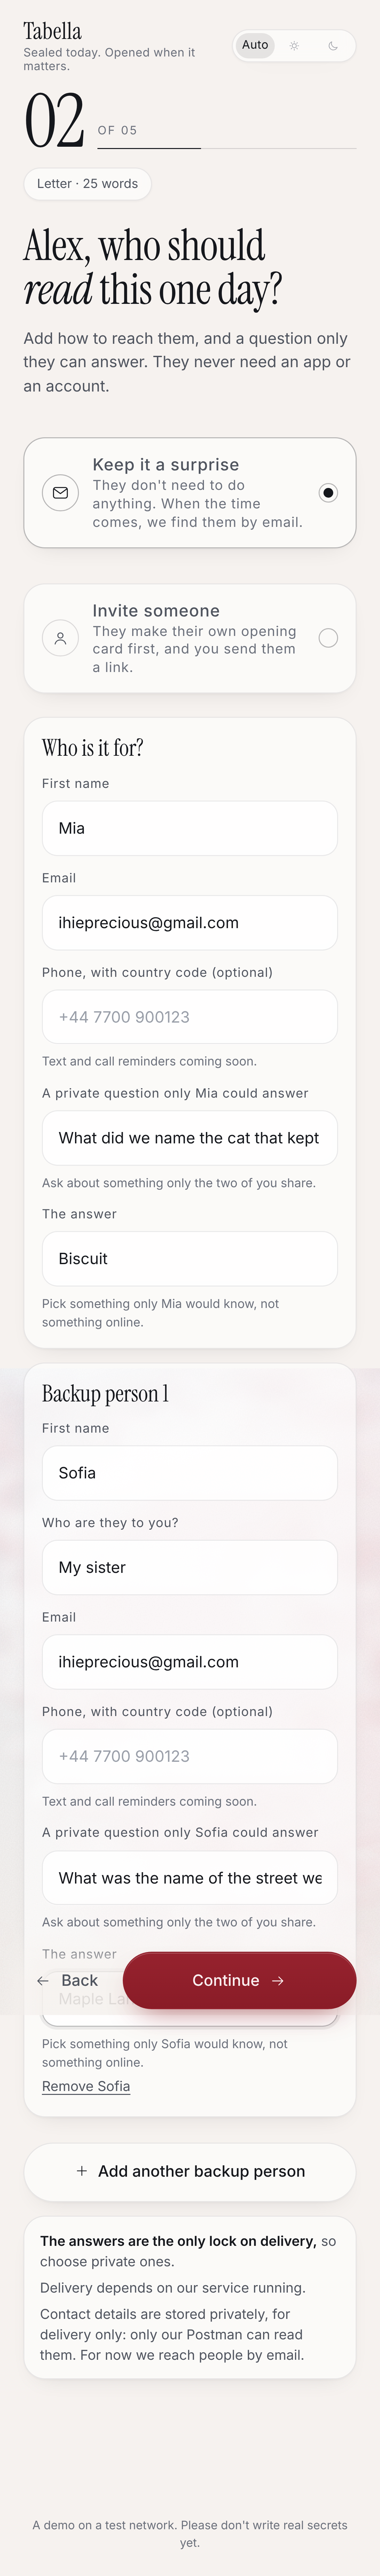 Tabella
Sealed today. Opened when it
matters.
Auto
02
OF 05
Letter · 25 words
Alex, who should
read this one day?
Add how to reach them, and a question only
they can answer. They never need an app or
an account.
Keep it a surprise
They don't need to do
anything. When the time
comes, we find them by email.
Invite someone
They make their own opening
card first, and you send them
a link.
Who is it for?
First name
Mia
Email
ihieprecious@gmail.com
Phone, with country code (optional)
+44 7700 900123
Text and call reminders coming soon.
A private question only Mia could answer
What did we name the cat that kept
Ask about something only the two of you share.
The answer
Biscuit
Pick something only Mia would know, not
something online.
Backup person 1
First name
Sofia
Who are they to you?
My sister
Email
ihieprecious@gmail.com
Phone, with country code (optional)
+44 7700 900123
Text and call reminders coming soon.
A private question only Sofia could answer
What was the name of the street we
Ask about something only the two of you share.
The answer
← Back
Continue →
Maple
Pick something only Sofia would know, not
something online.
Remove Sofia
+ Add another backup person
The answers are the only lock on delivery, so
choose private ones.
Delivery depends on our service running.
Contact details are stored privately, for
delivery only: only our Postman can read
them. For now we reach people by email.
A demo on a test network. Please don't write real secrets
yet.